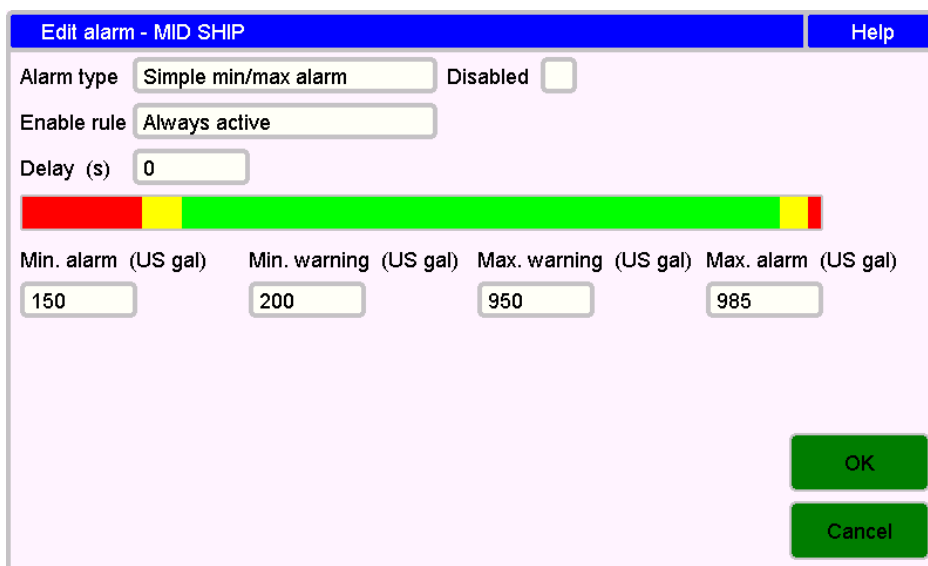 Edit alarm - MID SHIP Help
Alarm type Simple min/max alarm Disabled
Enable rule Always active
Delay (s) 0
Min. alarm (US gal) Min. warning (US gal) Max. warning (US gal) Max. alarm (US gal)
150 200 950 985
OK
Cancel